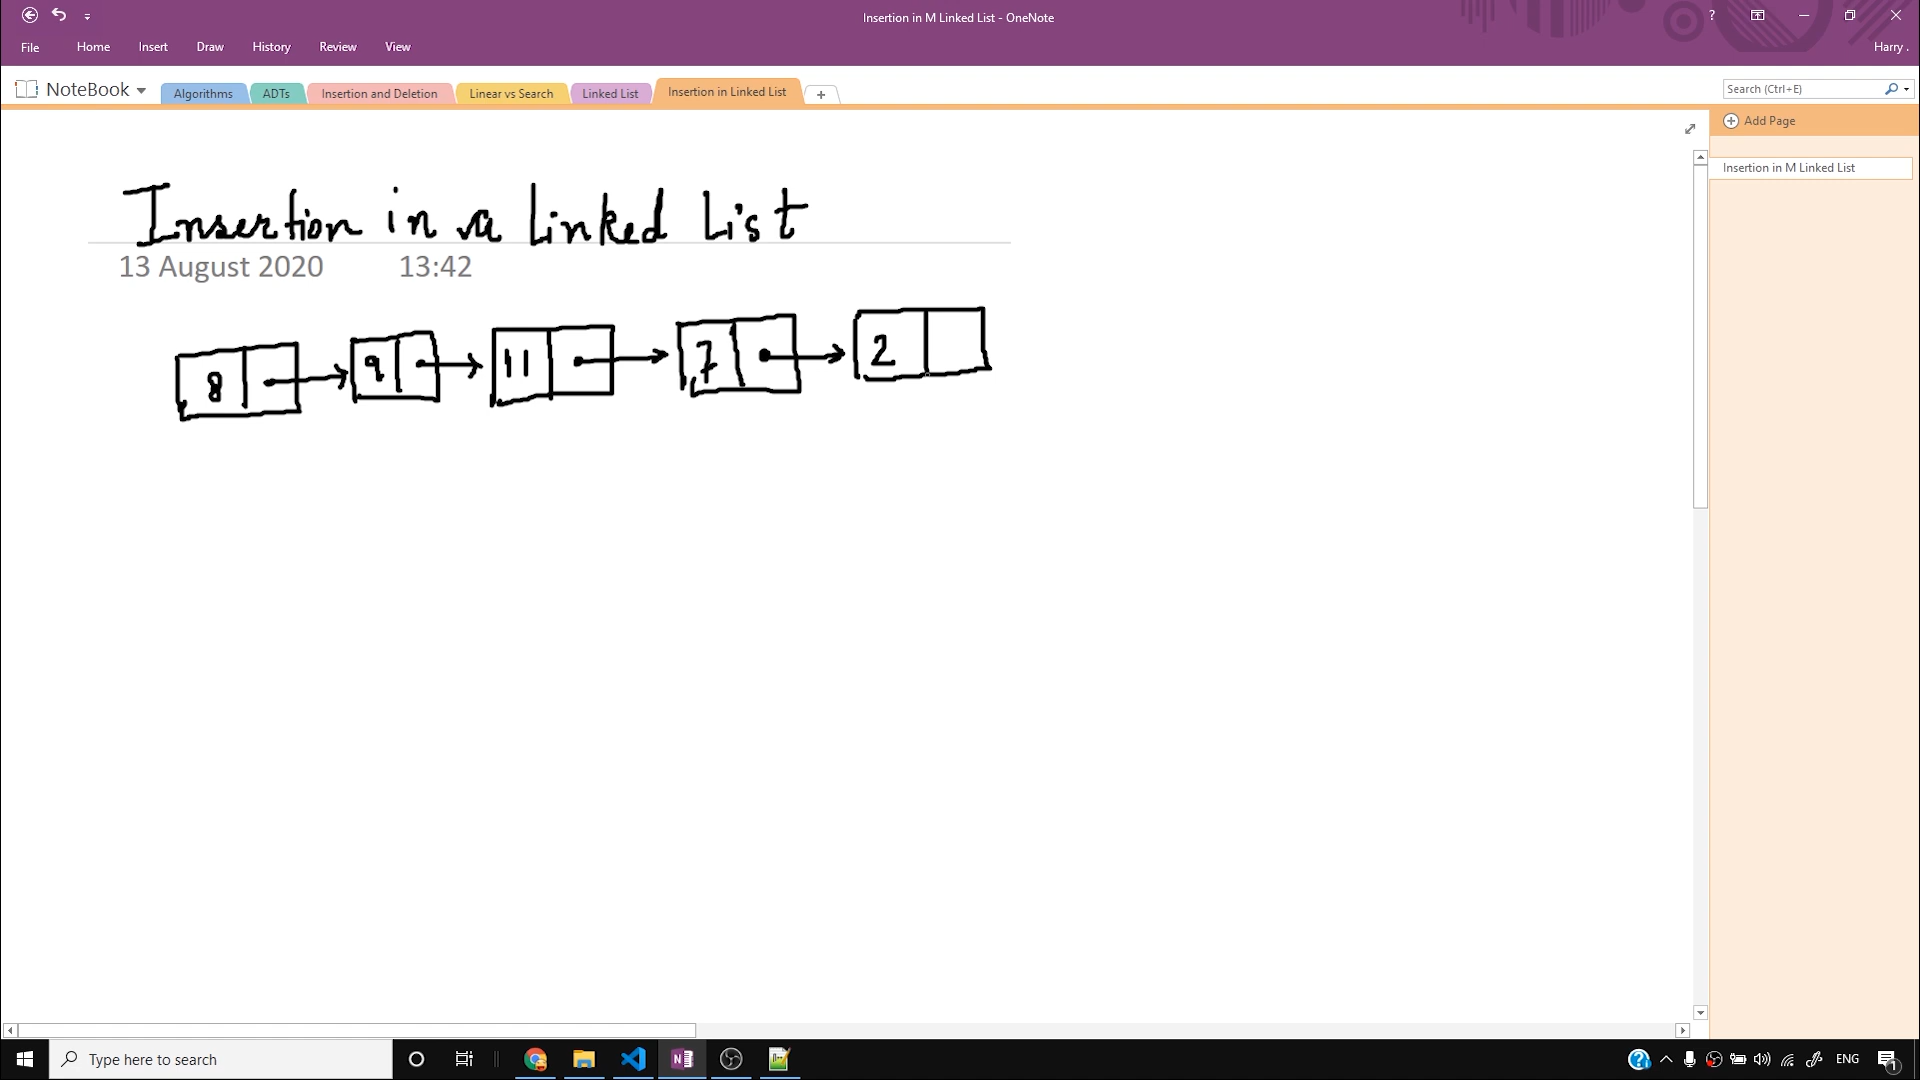 Insertion in M Linked List - OneNote
?
File Home Insert Draw History Review View
Harry .
NoteBook Algorithms ADTs Insertion and Deletion Linear vs Search Linked List Insertion in Linked List +
Search (Ctrl+E)
Add Page
Insertion in M Linked List
Insertion in a Linked List
13 August 2020 13:42
8 9 11 7 2
Type here to search
ENG
1